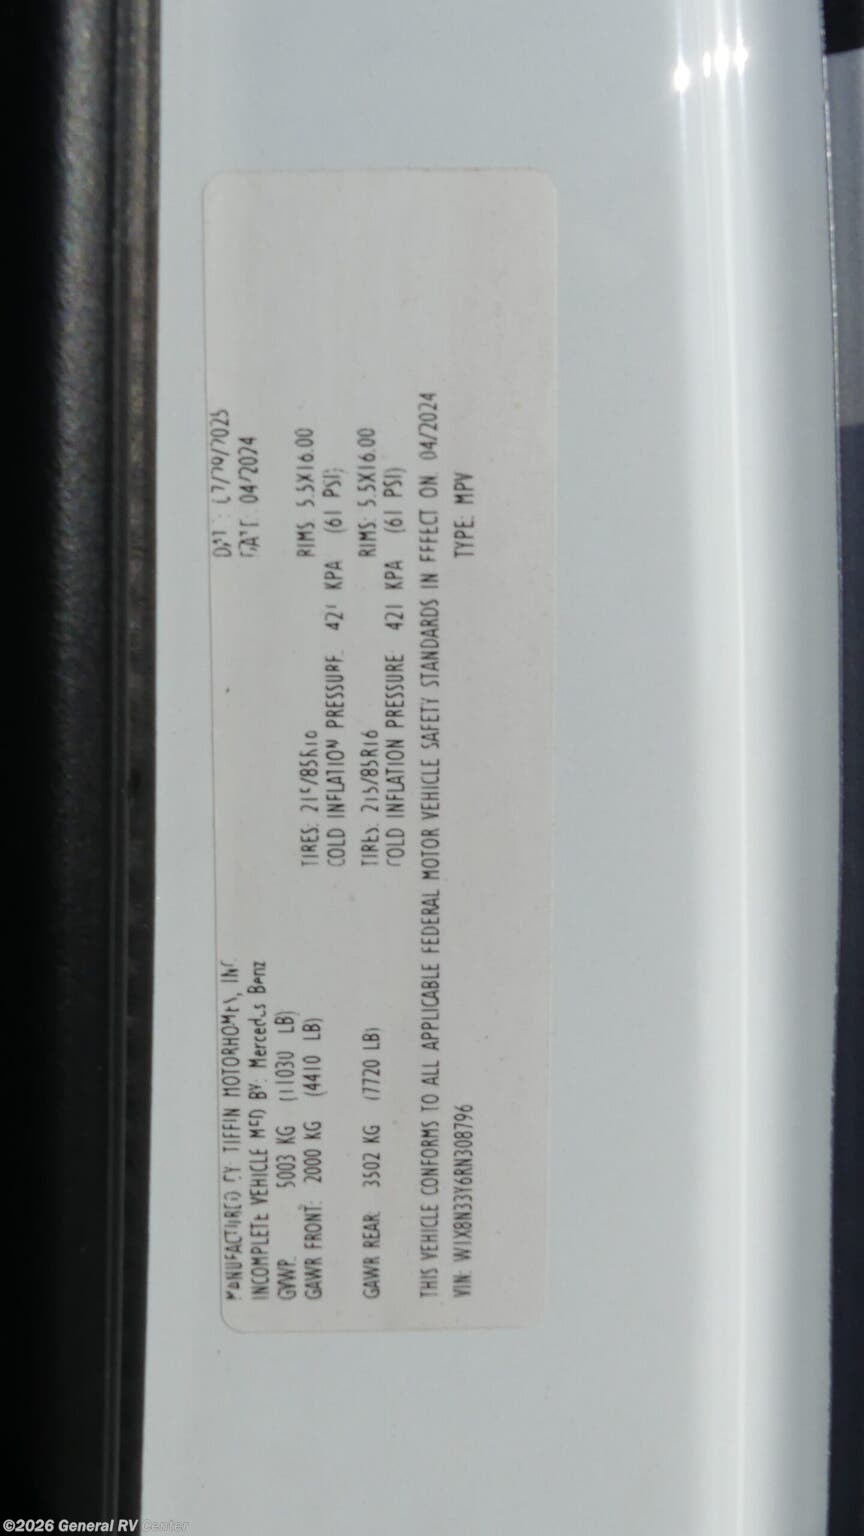 MANUFACTURED BY TIFFIN MOTORHOMES, INC.
INCOMPLETE VEHICLE MFD BY: Mercedes Benz DATE: 04/2024
GVWR 5003 KG (11030 LB)
GAWR FRONT: 2000 KG (4410 LB) TIRES: 215/85R16 RIMS 5.5X16.00
COLD INFLATION PRESSURE 421 KPA (61 PSI)
GAWR REAR: 3502 KG (7720 LB) TIRES: 215/85R16 RIMS: 5.5X16.00
COLD INFLATION PRESSURE 421 KPA (61 PSI)
THIS VEHICLE CONFORMS TO ALL APPLICABLE FEDERAL MOTOR VEHICLE SAFETY STANDARDS IN EFFECT ON 04/2024
VIN: W1X8N33Y6RN308796 TYPE: MPV
©2026 General RV Center